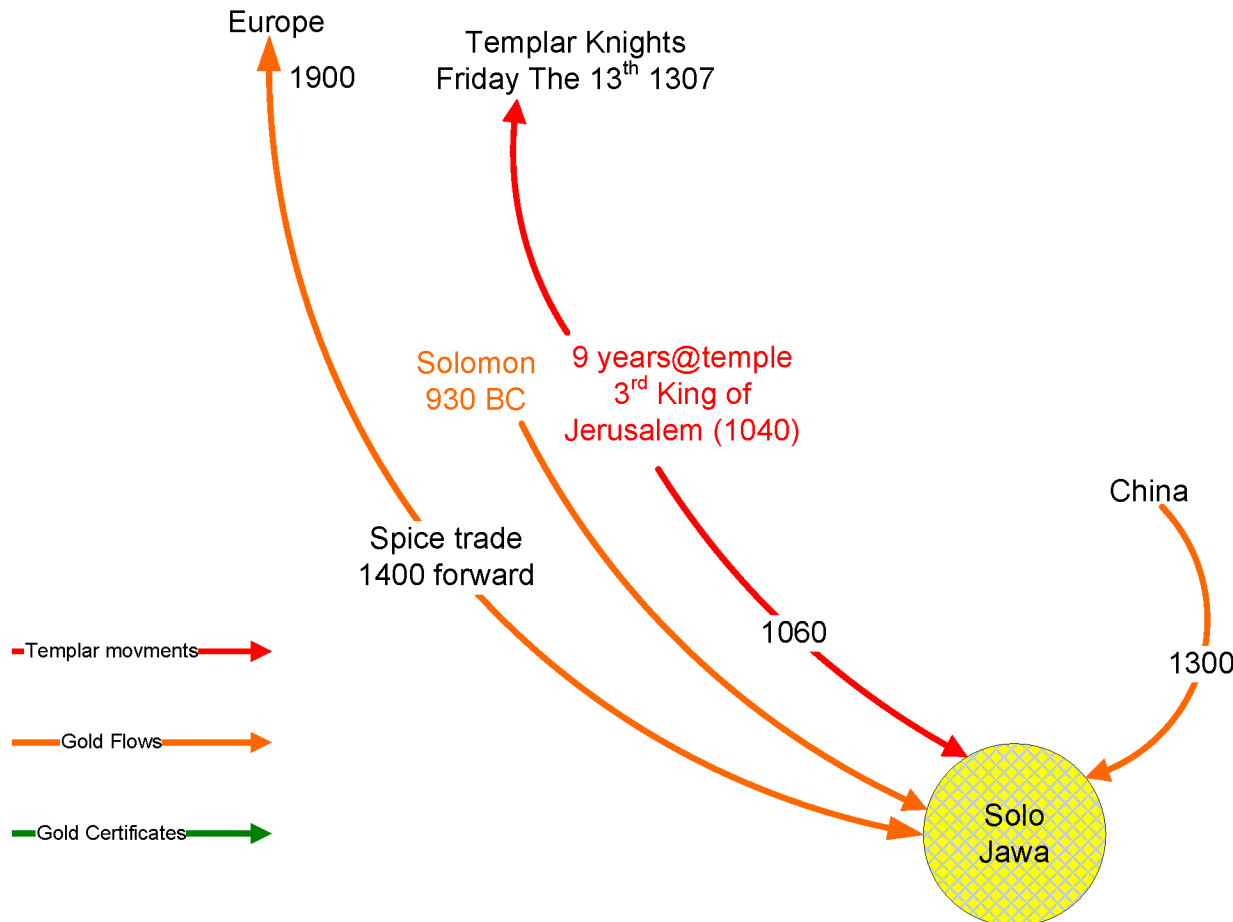 Europe
1900
Templar Knights
Friday The 13th 1307
Solomon
930 BC
9 years@temple
3rd King of
Jerusalem (1040)
China
Spice trade
1400 forward
1060
1300
Templar movments
Gold Flows
Gold Certificates
Solo
Jawa